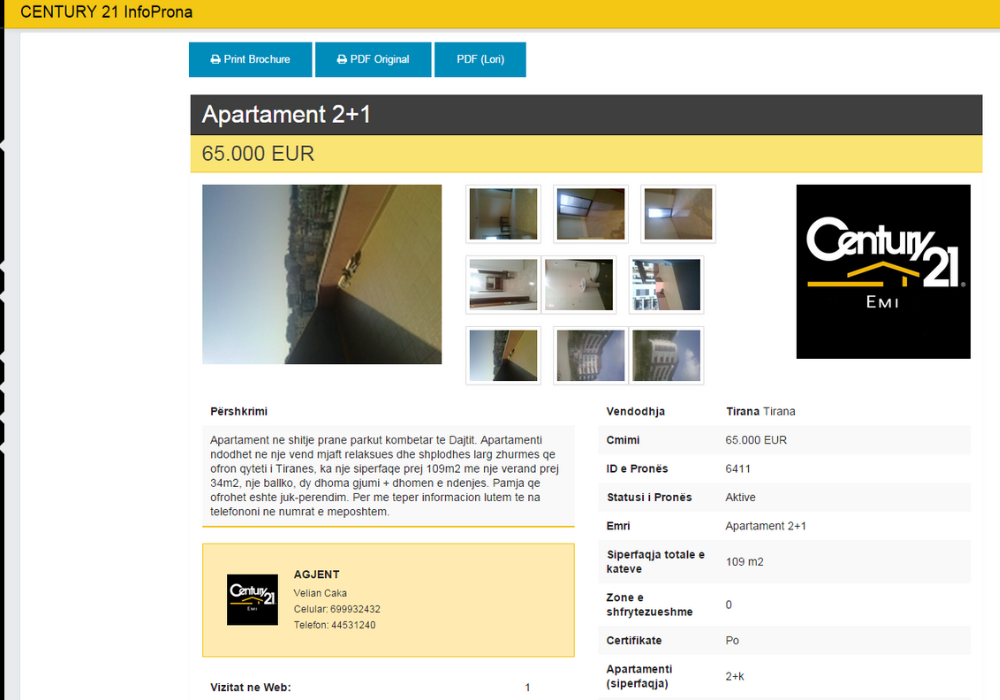 CENTURY 21 InfoProna
Print Brochure
PDF Original
PDF (Lori)
Apartament 2+1
65.000 EUR
Century 21
EMI
Përshkrimi
Apartament ne shitje prane parkut kombetar te Dajtit. Apartamenti
ndodhet ne nje vend mjaft relaksues dhe shplodhes larg zhurmes qe
ofron qyteti i Tiranes, ka nje siperfaqe prej 109m2 me nje verand prej
34m2, nje ballko, dy dhoma gjumi + dhomen e ndenjes. Pamja qe
ofrohet eshte juk-perendim. Per me teper informacion lutem te na
telefononi ne numrat e meposhtem.
Century 21
EMI
AGJENT
Velian Caka
Celular: 699932432
Telefon: 44531240
Vizitat ne Web: 1
Vendodhja Tirana Tirana
Cmimi 65.000 EUR
ID e Pronës 6411
Statusi i Pronës Aktive
Emri Apartament 2+1
Siperfaqja totale e
kateve 109 m2
Zone e
shfrytezueshme 0
Certifikate Po
Apartamenti
(siperfaqja) 2+k